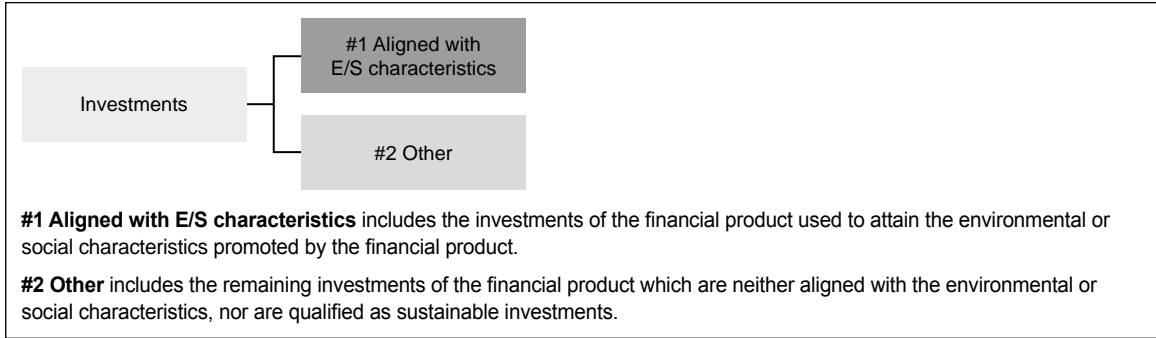 #1 Aligned with
E/S characteristics
Investments
#2 Other
#1 Aligned with E/S characteristics includes the investments of the financial product used to attain the environmental or
social characteristics promoted by the financial product.
#2 Other includes the remaining investments of the financial product which are neither aligned with the environmental or
social characteristics, nor are qualified as sustainable investments.